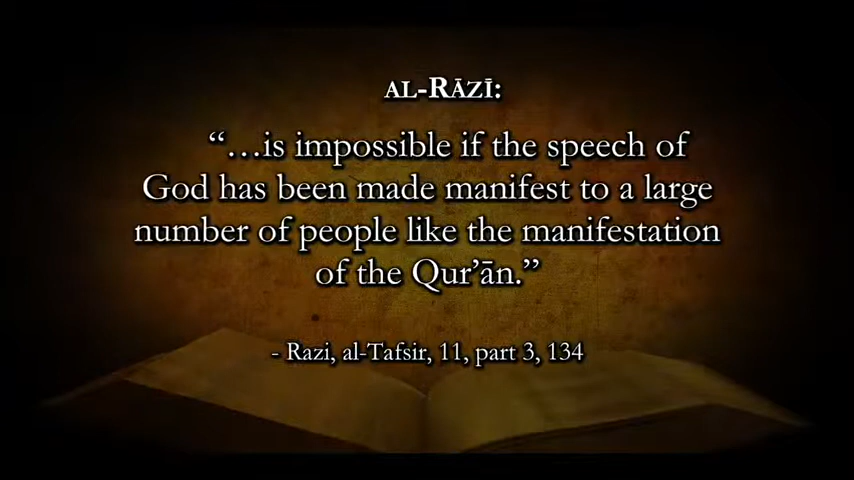 AL-RĀZĪ:
“…is impossible if the speech of
God has been made manifest to a large
number of people like the manifestation
of the Qur’ān.”
- Razi, al-Tafsir, 11, part 3, 134